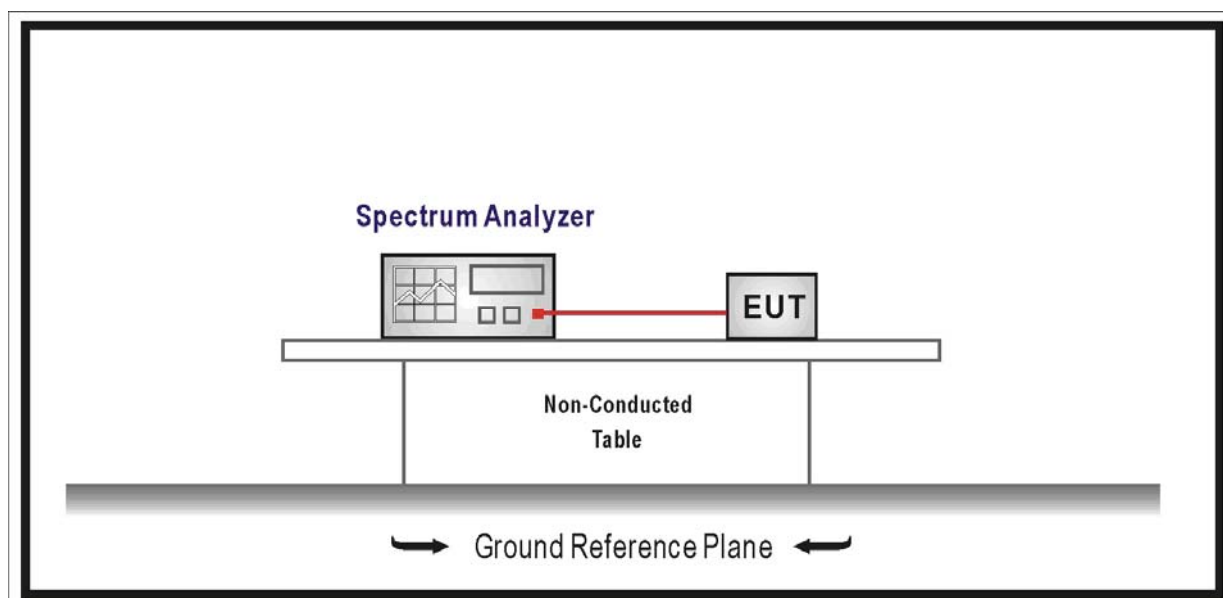 Spectrum Analyzer
EUT
Non-Conducted
Table
Ground Reference Plane